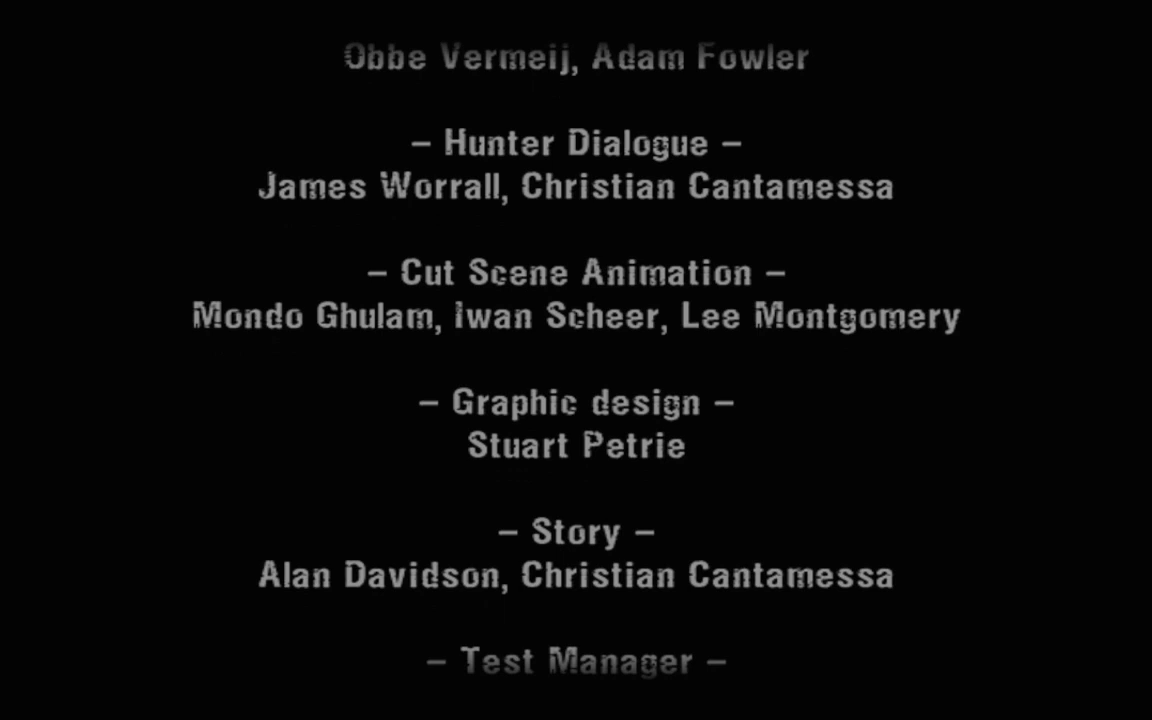 Obbe Vermeij, Adam Fowler
– Hunter Dialogue –
James Worrall, Christian Cantamessa
– Cut Scene Animation –
Mondo Ghulam, Iwan Scheer, Lee Montgomery
– Graphic design –
Stuart Petrie
– Story –
Alan Davidson, Christian Cantamessa
– Test Manager –